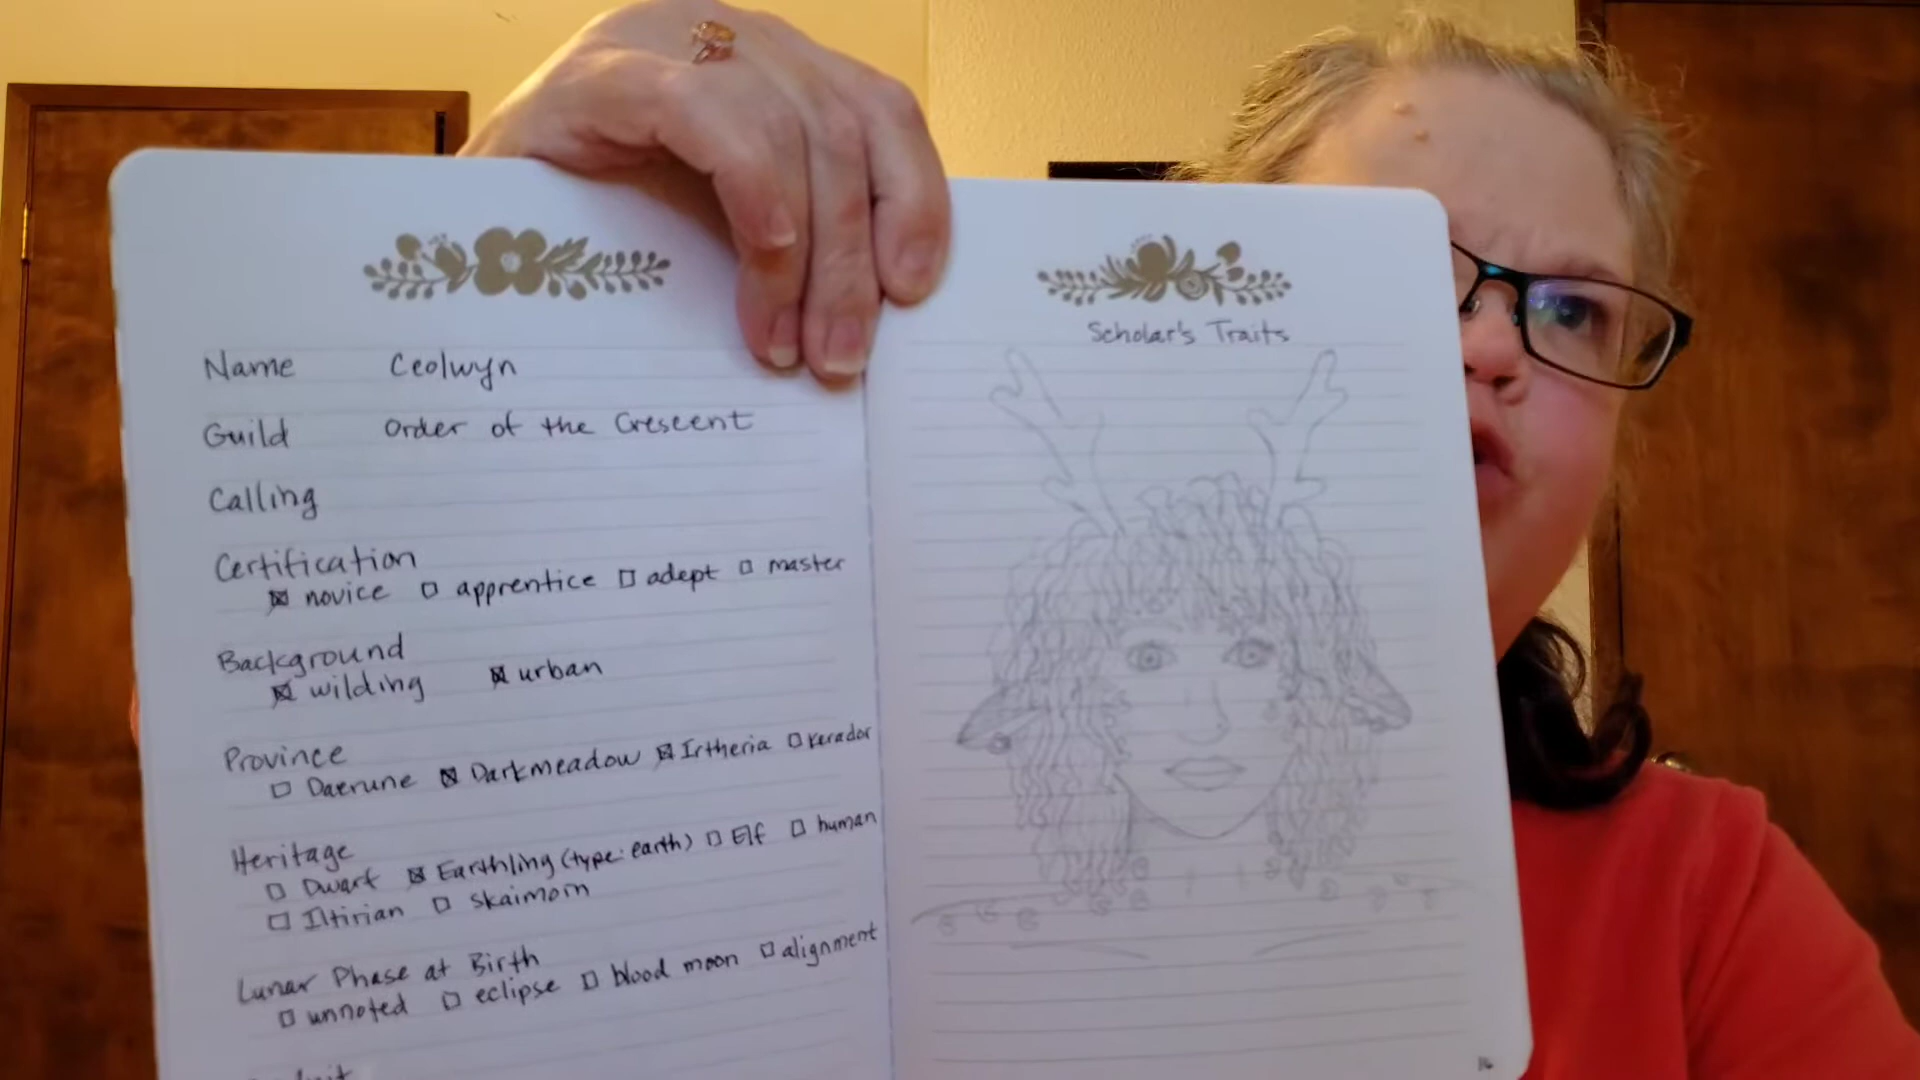 Name Ceolwyn
Guild Order of the Crescent
Calling
Certification
☒ novice ☐ apprentice ☐ adept ☐ master
Background
☒ wilding ☒ urban
Province
☐ Daerune ☒ Darkmeadow ☒ Irtheria ☐ Kerador
Heritage
☐ Dwarf ☒ Earthling (type: earth) ☐ Elf ☐ human
☐ Iltirian ☐ Skaimorn
Lunar Phase at Birth
☐ unnoted ☐ eclipse ☐ blood moon ☐ alignment
Scholar's Traits